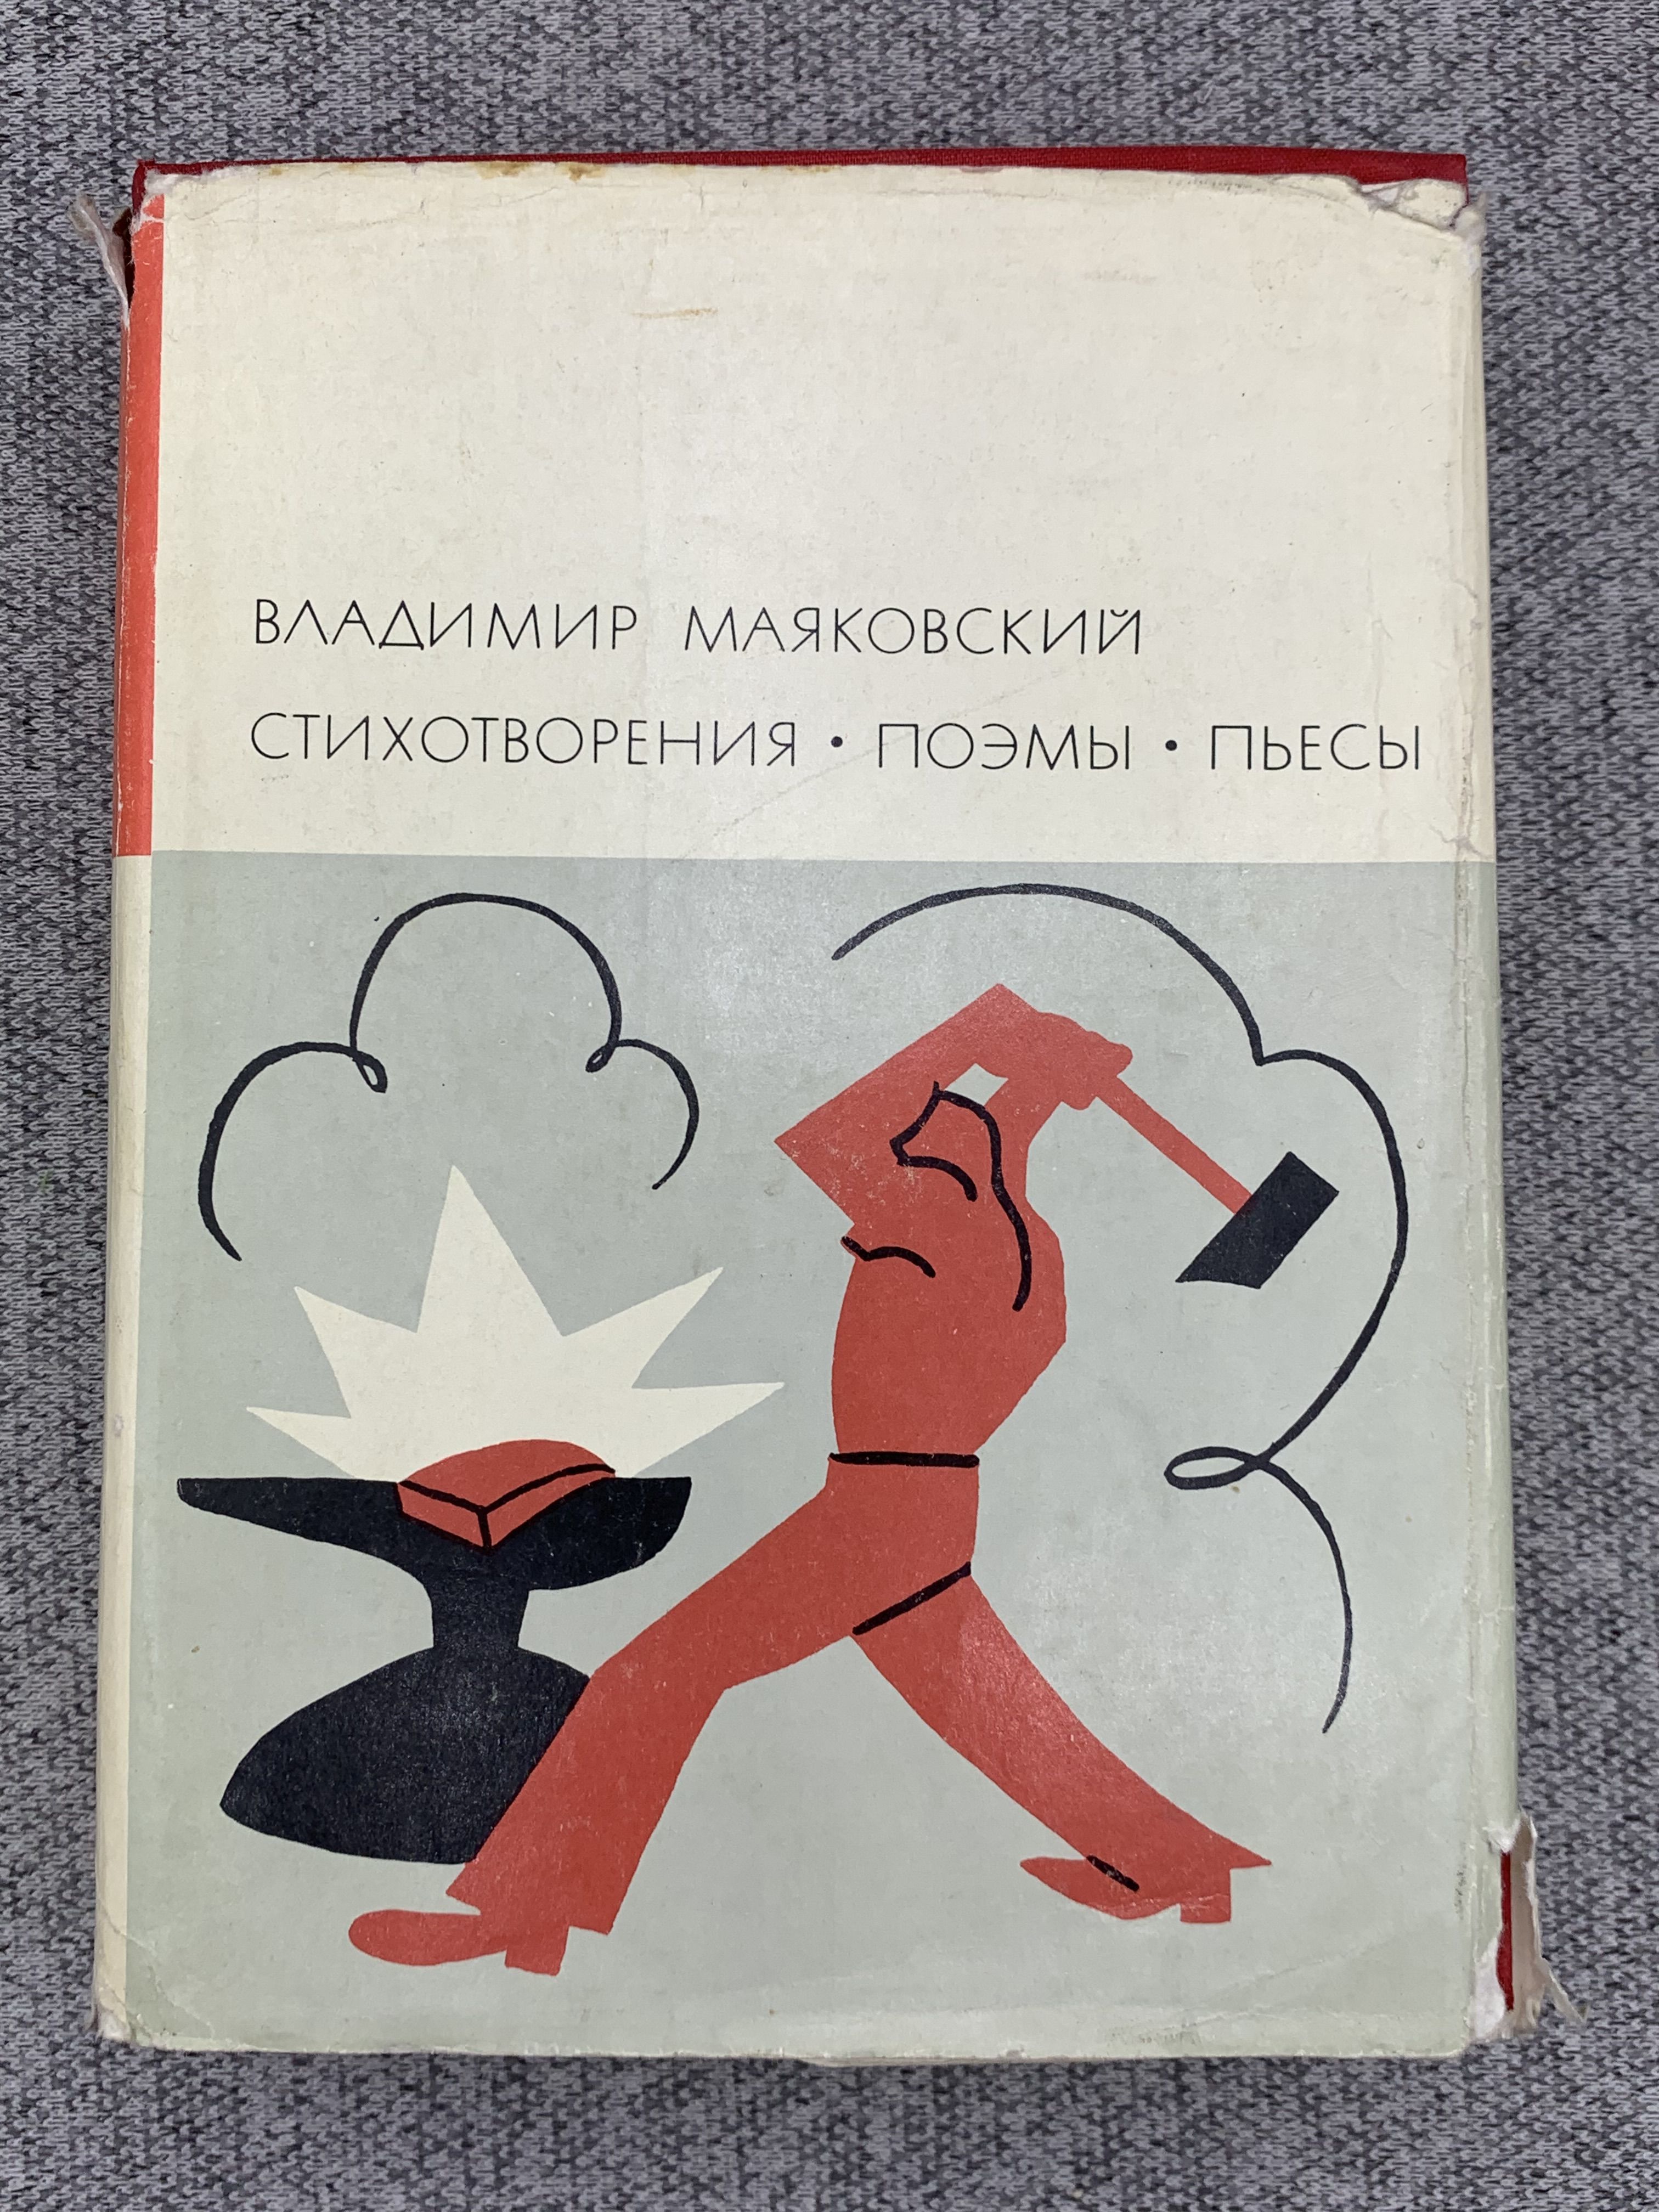 ВЛАДИМИР МАЯКОВСКИЙ
СТИХОТВОРЕНИЯ • ПОЭМЫ • ПЬЕСЫ